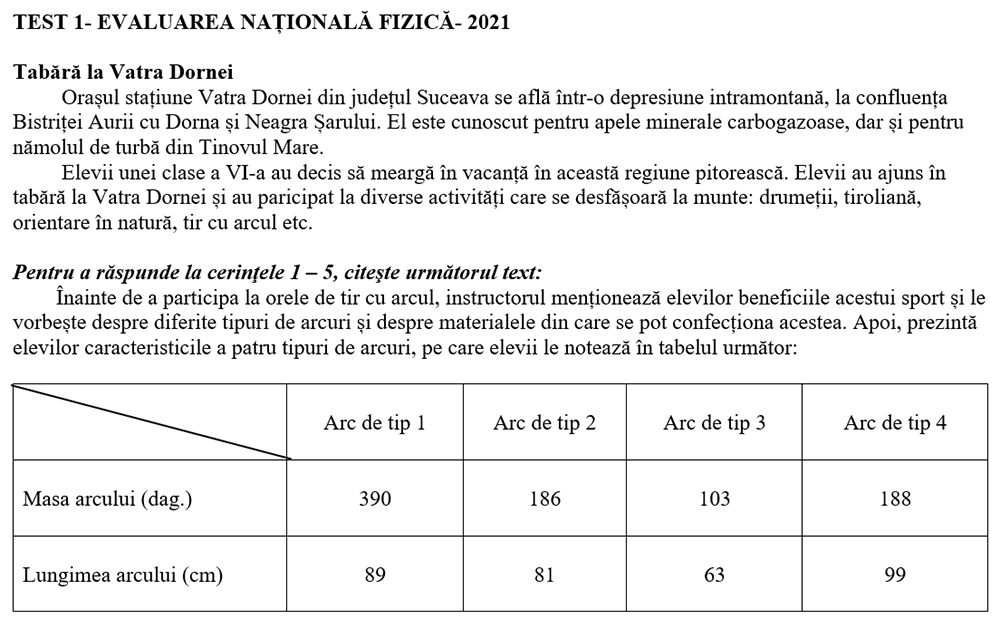 TEST 1- EVALUAREA NAȚIONALĂ FIZICĂ- 2021
Tabără la Vatra Dornei
Orașul stațiune Vatra Dornei din județul Suceava se află într-o depresiune intramontană, la confluența
Bistriței Aurii cu Dorna și Neagra Șarului. El este cunoscut pentru apele minerale carbogazoase, dar și pentru
nămolul de turbă din Tinovul Mare.
Elevii unei clase a VI-a au decis să meargă în vacanță în această regiune pitorească. Elevii au ajuns în
tabără la Vatra Dornei și au paricipat la diverse activități care se desfășoară la munte: drumeții, tiroliană,
orientare în natură, tir cu arcul etc.
Pentru a răspunde la cerinţele 1 – 5, citeşte următorul text:
Înainte de a participa la orele de tir cu arcul, instructorul menționează elevilor beneficiile acestui sport și le
vorbește despre diferite tipuri de arcuri și despre materialele din care se pot confecționa acestea. Apoi, prezintă
elevilor caracteristicile a patru tipuri de arcuri, pe care elevii le notează în tabelul următor:
Arc de tip 1 Arc de tip 2 Arc de tip 3 Arc de tip 4
Masa arcului (dag.) 390 186 103 188
Lungimea arcului (cm) 89 81 63 99